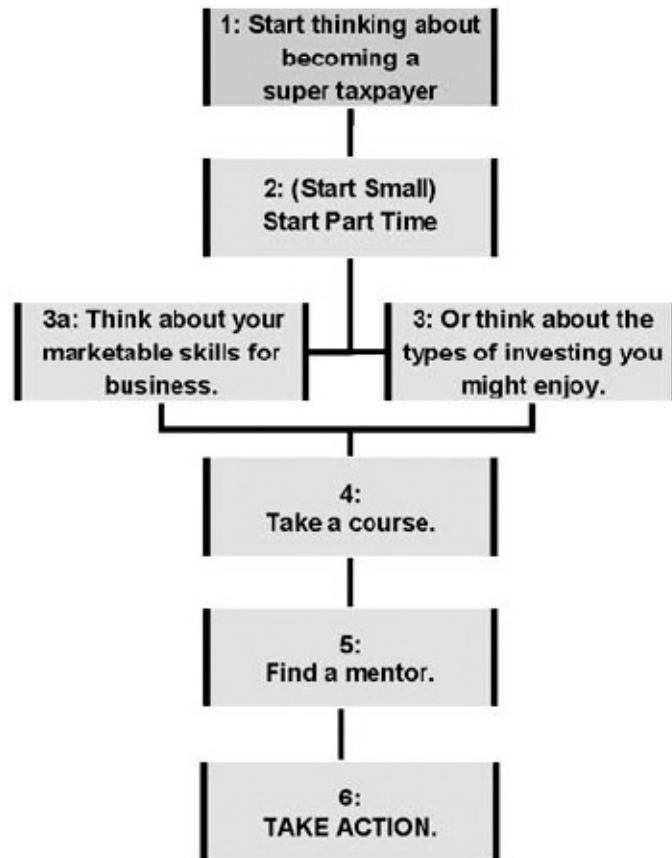 1: Start thinking about
becoming a
super taxpayer
2: (Start Small)
Start Part Time
3a: Think about your
marketable skills for
business.
3: Or think about the
types of investing you
might enjoy.
4:
Take a course.
5:
Find a mentor.
6:
TAKE ACTION.